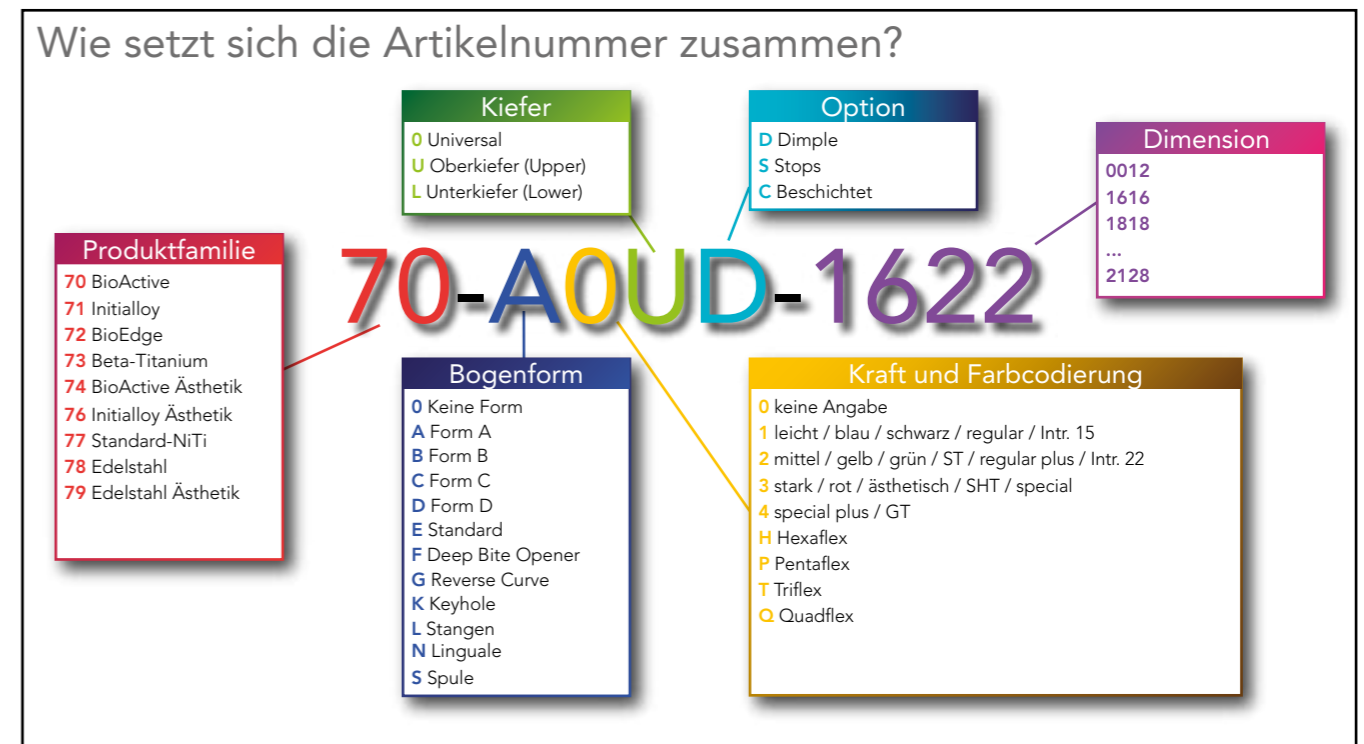 Wie setzt sich die Artikelnummer zusammen?
Kiefer
0 Universal
U Oberkiefer (Upper)
L Unterkiefer (Lower)
Option
D Dimple
S Stops
C Beschichtet
Dimension
0012
1616
1818
...
2128
Produktfamilie
70 BioActive
71 Initialloy
72 BioEdge
73 Beta-Titanium
74 BioActive Ästhetik
76 Initialloy Ästhetik
77 Standard-NiTi
78 Edelstahl
79 Edelstahl Ästhetik
70-A0UD-1622
Bogenform
0 Keine Form
A Form A
B Form B
C Form C
D Form D
E Standard
F Deep Bite Opener
G Reverse Curve
K Keyhole
L Stangen
N Linguale
S Spule
Kraft und Farbcodierung
0 keine Angabe
1 leicht / blau / schwarz / regular / Intr. 15
2 mittel / gelb / grün / ST / regular plus / Intr. 22
3 stark / rot / ästhetisch / SHT / special
4 special plus / GT
H Hexaflex
P Pentaflex
T Triflex
Q Quadflex